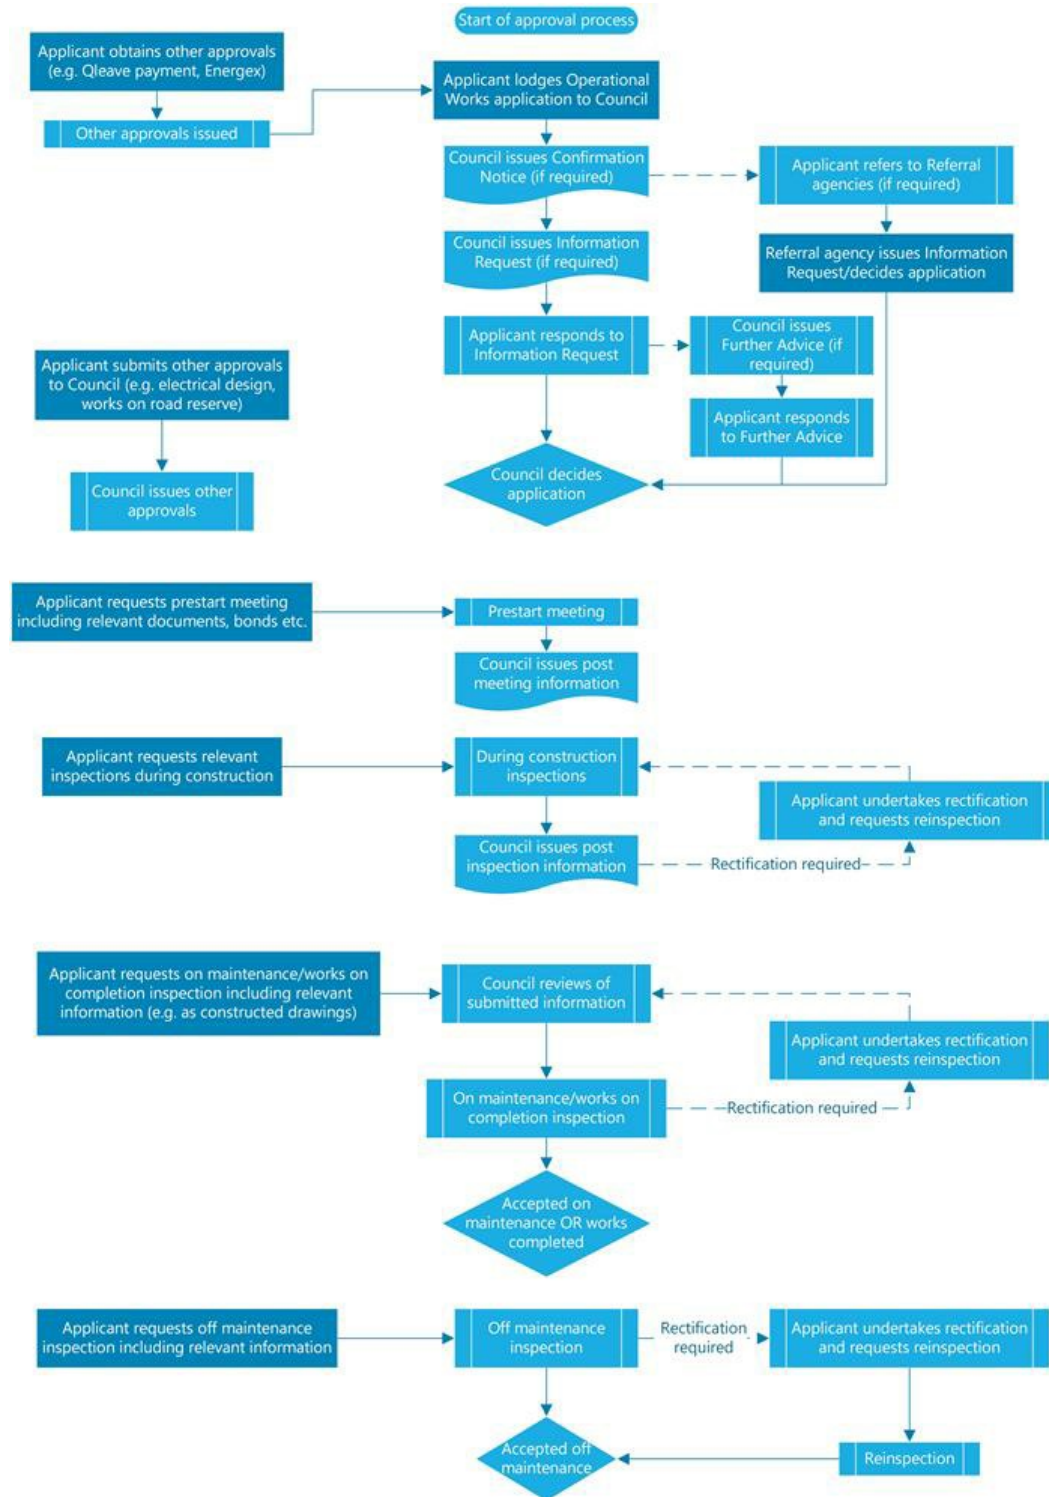 Start of approval process
Applicant obtains other approvals
(e.g. Qleave payment, Energex)
Other approvals issued
Applicant lodges Operational
Works application to Council
Council issues Confirmation
Notice (if required)
Applicant refers to Referral
agencies (if required)
Council issues Information
Request (if required)
Referral agency issues Information
Request/decides application
Applicant responds to
Information Request
Council issues
Further Advice (if
required)
Applicant responds
to Further Advice
Applicant submits other approvals
to Council (e.g. electrical design,
works on road reserve)
Council issues other
approvals
Council decides
application
Applicant requests prestart meeting
including relevant documents, bonds etc.
Prestart meeting
Council issues post
meeting information
Applicant requests relevant
inspections during construction
During construction
inspections
Council issues post
inspection information
Rectification required
Applicant undertakes rectification
and requests reinspection
Applicant requests on maintenance/works on
completion inspection including relevant
information (e.g. as constructed drawings)
Council reviews of
submitted information
On maintenance/works on
completion inspection
Rectification required
Applicant undertakes rectification
and requests reinspection
Accepted on
maintenance OR works
completed
Applicant requests off maintenance
inspection including relevant information
Off maintenance
inspection
Rectification
required
Applicant undertakes rectification
and requests reinspection
Reinspection
Accepted off
maintenance